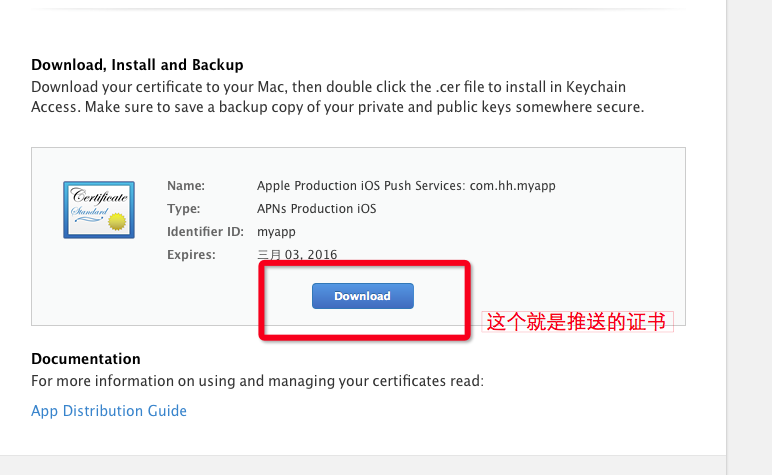 Download, Install and Backup
Download your certificate to your Mac, then double click the .cer file to install in Keychain
Access. Make sure to save a backup copy of your private and public keys somewhere secure.
Certificate
Standard
Name: Apple Production iOS Push Services: com.hh.myapp
Type: APNs Production iOS
Identifier ID: myapp
Expires: 三月 03, 2016
Download
这个就是推送的证书
Documentation
For more information on using and managing your certificates read:
App Distribution Guide